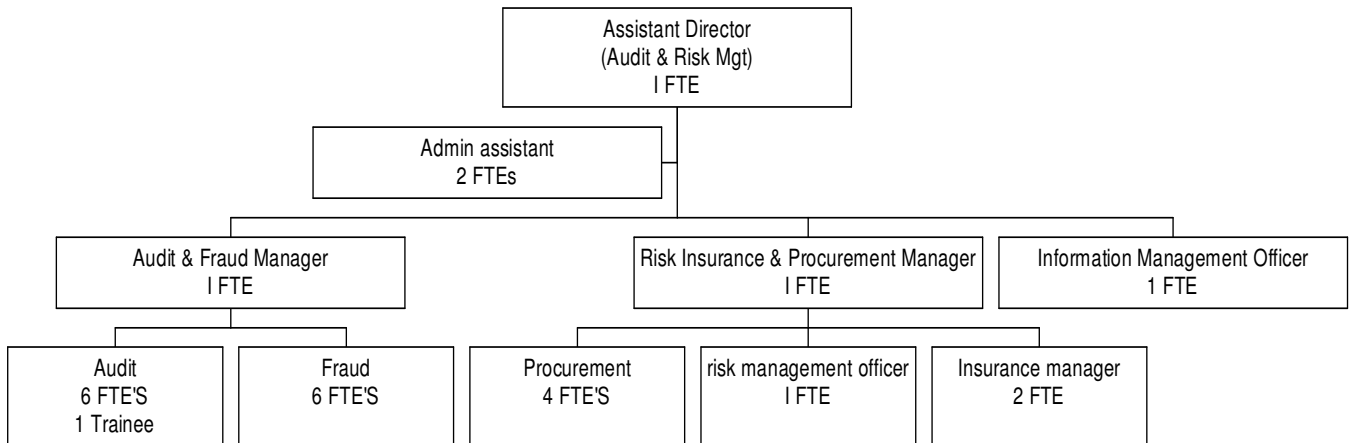 Assistant Director
(Audit & Risk Mgt)
I FTE
Admin assistant
2 FTEs
Audit & Fraud Manager
I FTE
Risk Insurance & Procurement Manager
I FTE
Information Management Officer
1 FTE
Audit
6 FTE'S
1 Trainee
Fraud
6 FTE'S
Procurement
4 FTE'S
risk management officer
I FTE
Insurance manager
2 FTE